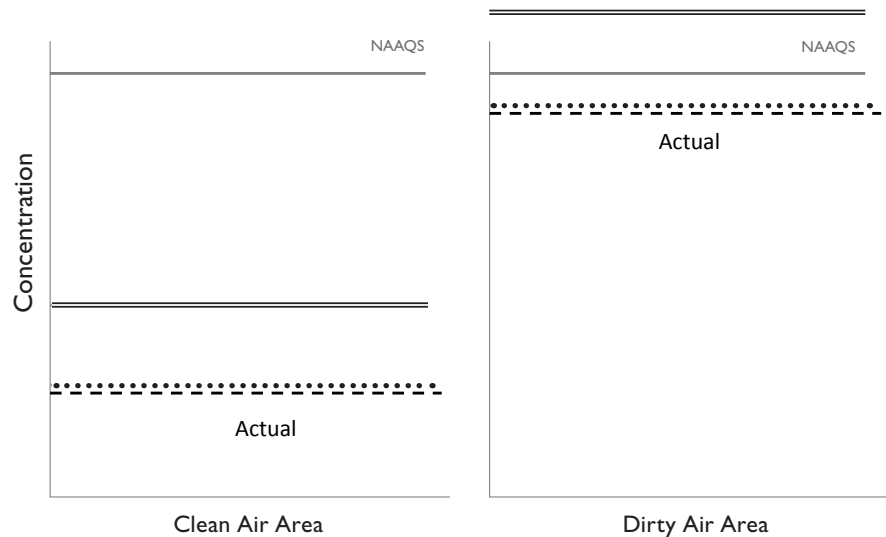 NAAQS
NAAQS
Actual
Concentration
Actual
Clean Air Area
Dirty Air Area